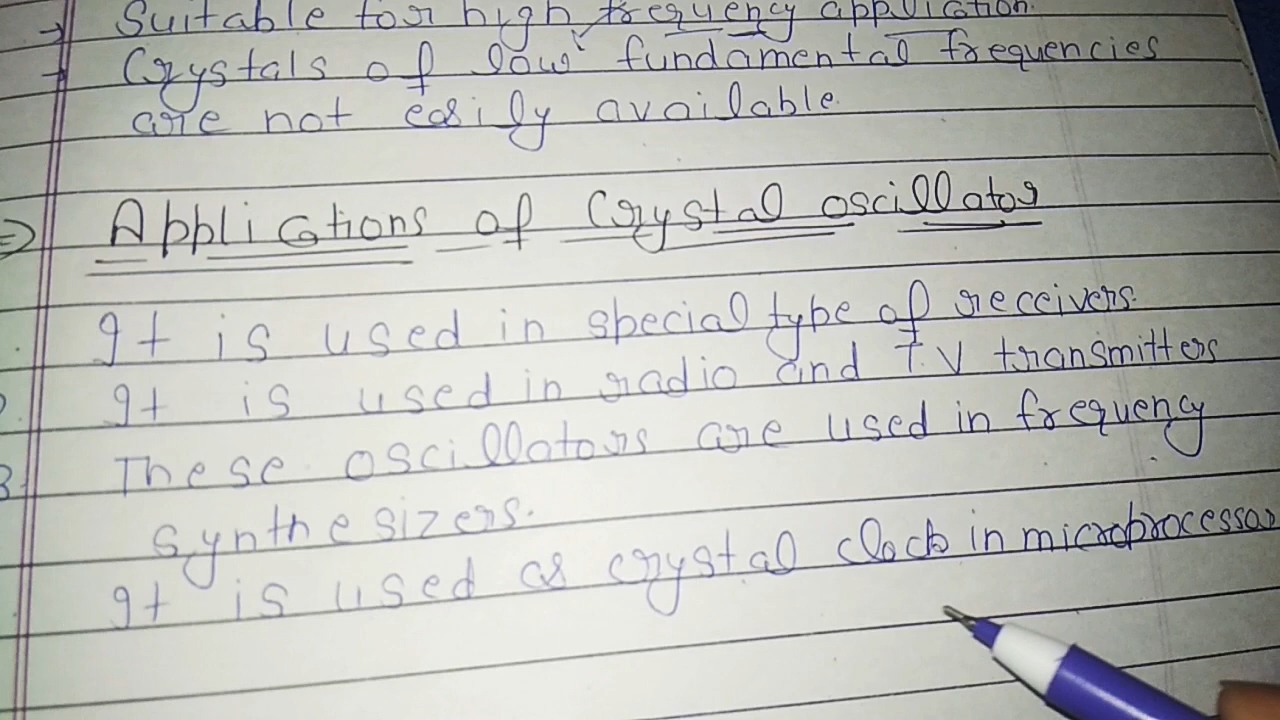 → Suitable for high frequency application.
→ Crystals of low fundamental frequencies
are not easily available.
⇒ Applications of Crystal oscillator
It is used in special type of receivers.
2. It is used in radio and T.V transmitters
3. These oscillators are used in frequency
synthesizers.
It is used as crystal clock in microprocessor